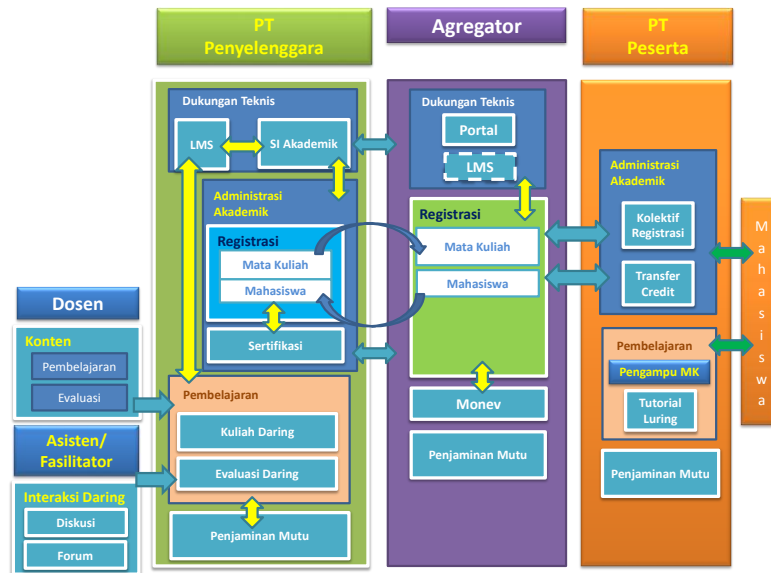 PT
Penyelenggara
Agregator
PT
Peserta
Dukungan Teknis
LMS
SI Akademik
Administrasi
Akademik
Registrasi
Mata Kuliah
Mahasiswa
Sertifikasi
Pembelajaran
Kuliah Daring
Evaluasi Daring
Penjaminan Mutu
Dosen
Konten
Pembelajaran
Evaluasi
Asisten/
Fasilitator
Interaksi Daring
Diskusi
Forum
Dukungan Teknis
Portal
LMS
Registrasi
Mata Kuliah
Mahasiswa
Monev
Penjaminan Mutu
Administrasi
Akademik
Kolektif
Registrasi
Transfer
Credit
Pembelajaran
Pengampu MK
Tutorial
Luring
Penjaminan Mutu
Mahasiswa